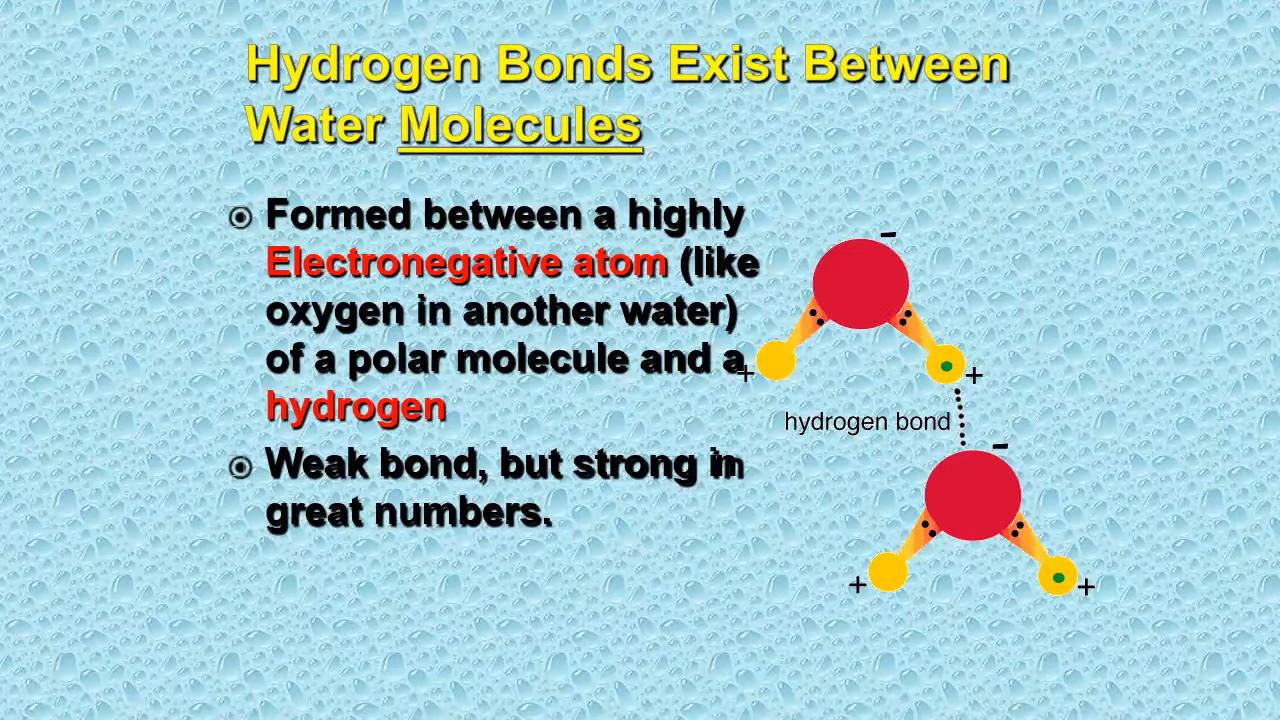 Hydrogen Bonds Exist Between
Water Molecules
Formed between a highly
Electronegative atom (like
oxygen in another water)
of a polar molecule and a
hydrogen
Weak bond, but strong in
great numbers.
-
+
+
hydrogen bond
-
+
+